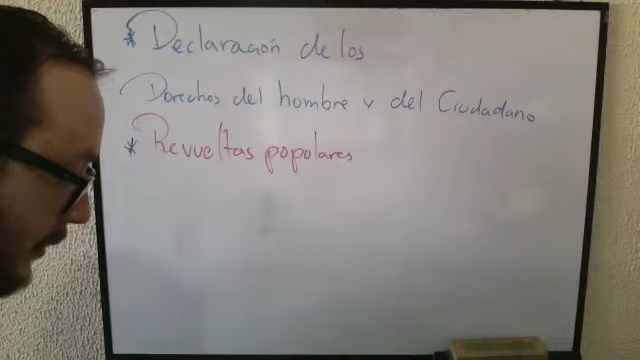 * Declaración de los
Derechos del hombre y del Ciudadano
* Revueltas populares